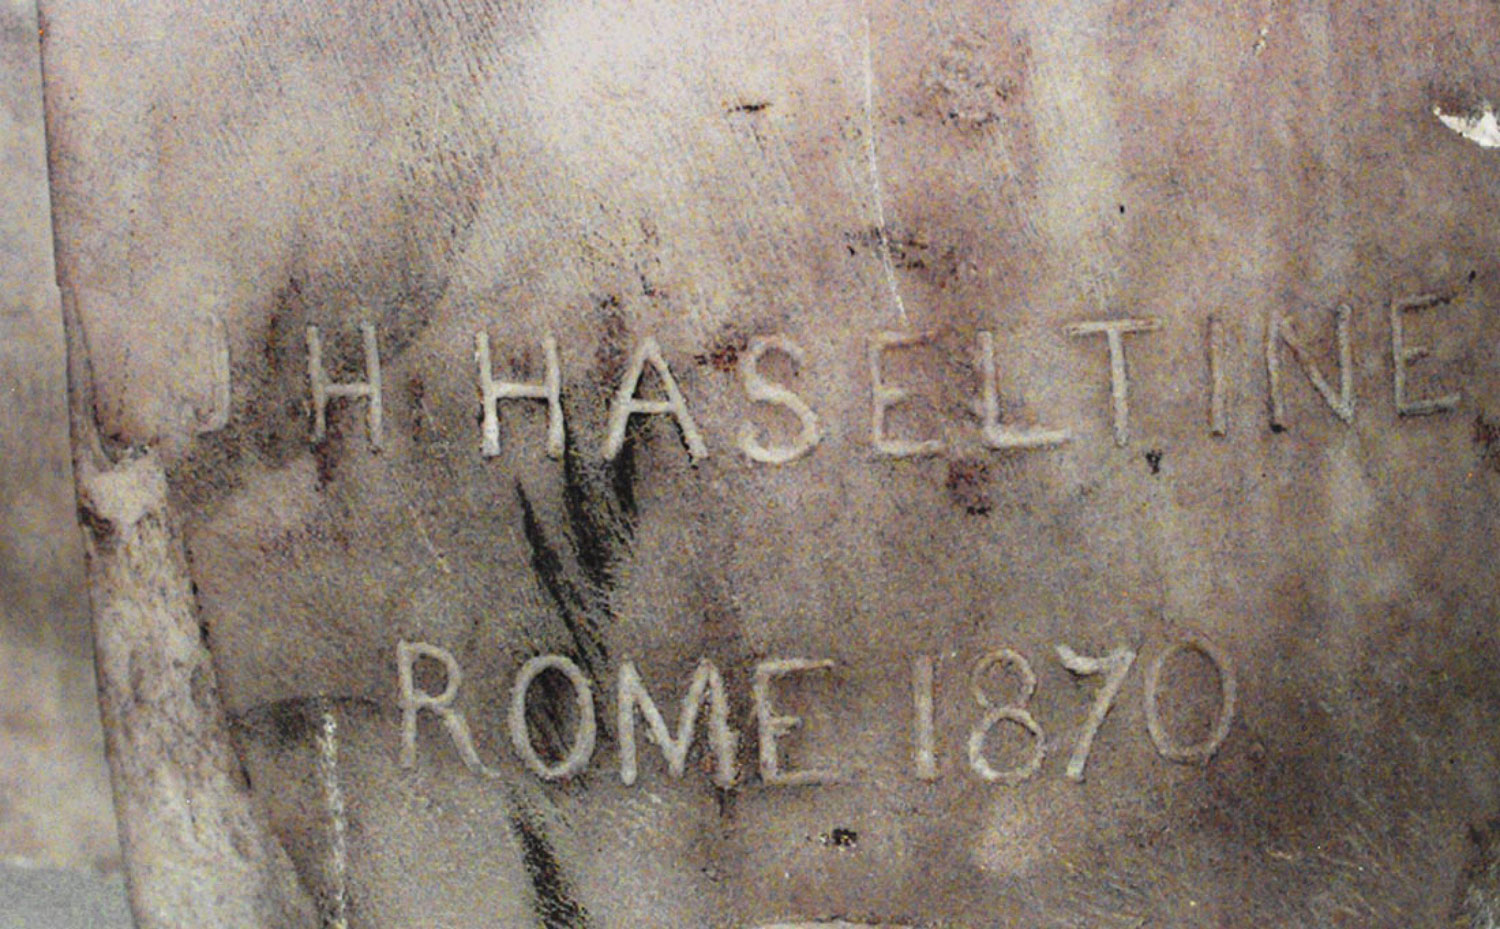 J H HASELTINE
ROME 1870